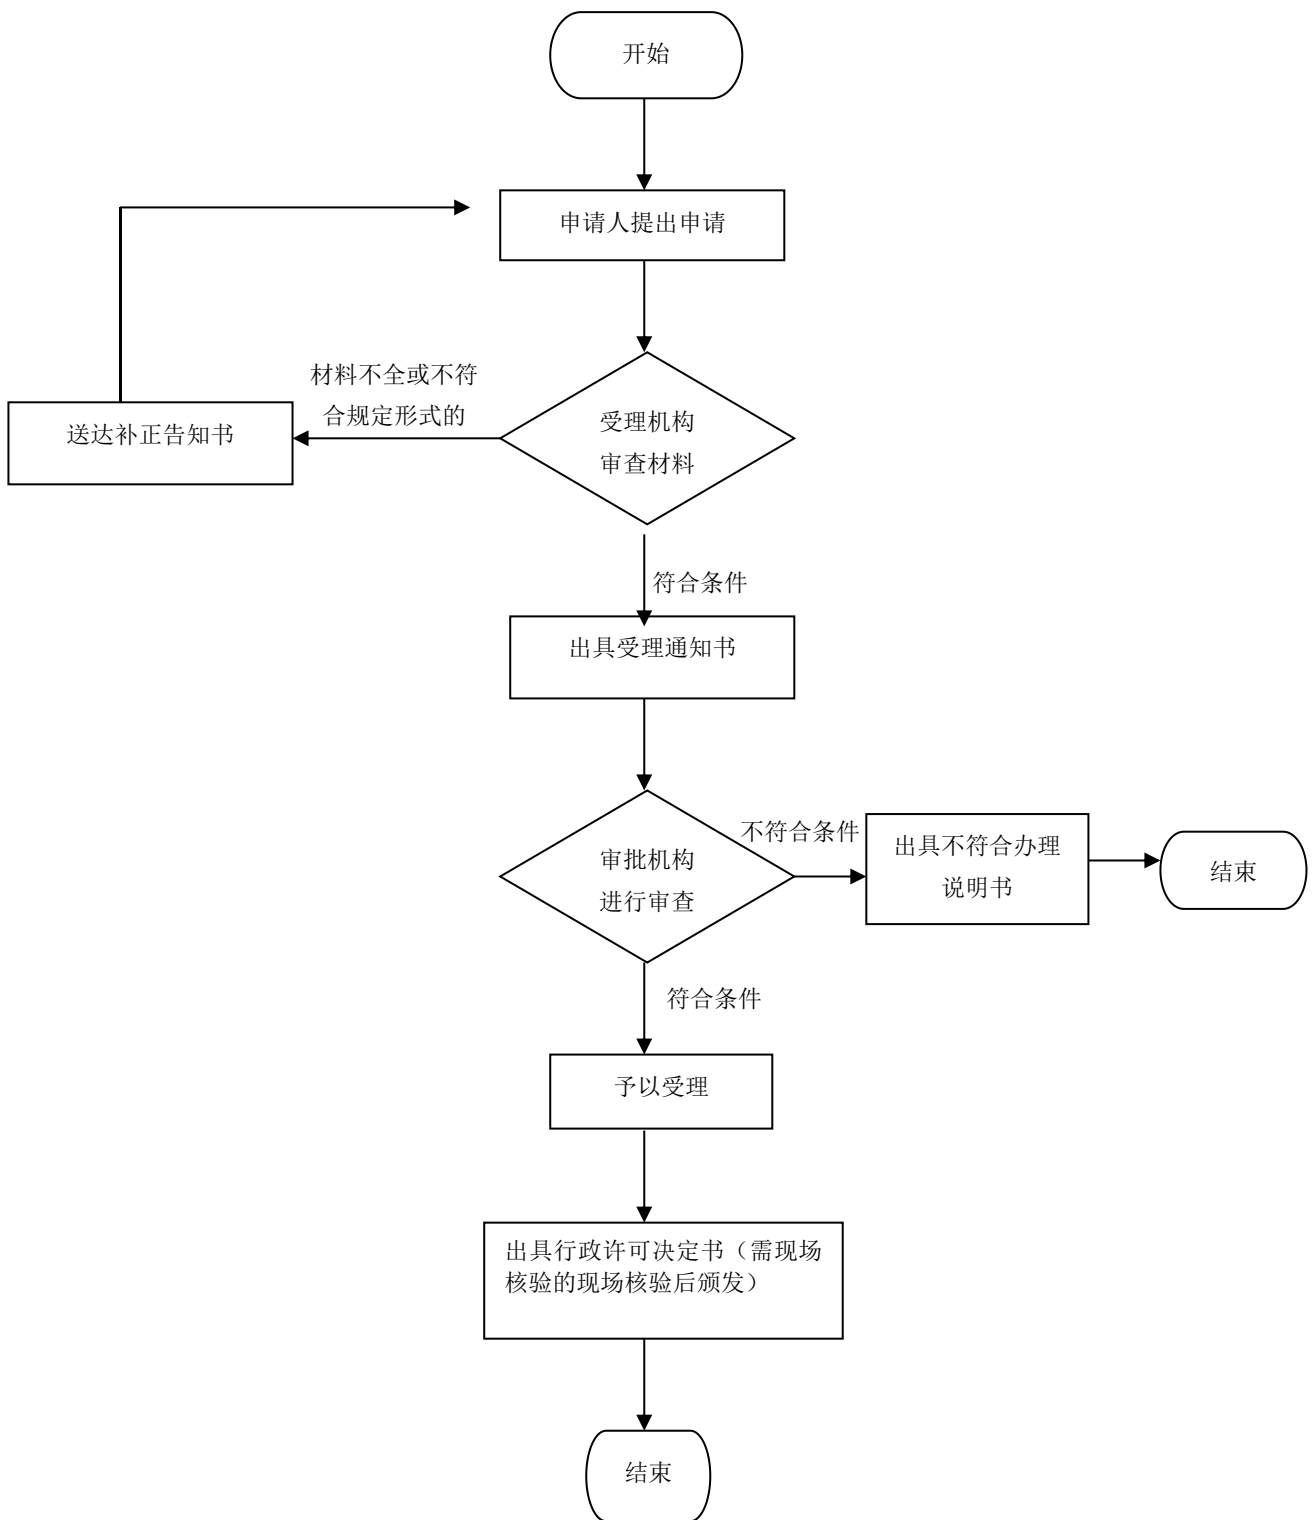 开始
申请人提出申请
材料不全或不符
合规定形式的
送达补正告知书
受理机构
审查材料
符合条件
出具受理通知书
审批机构
进行审查
不符合条件
出具不符合办理
说明书
结束
符合条件
予以受理
出具行政许可决定书（需现场
核验的现场核验后颁发）
结束